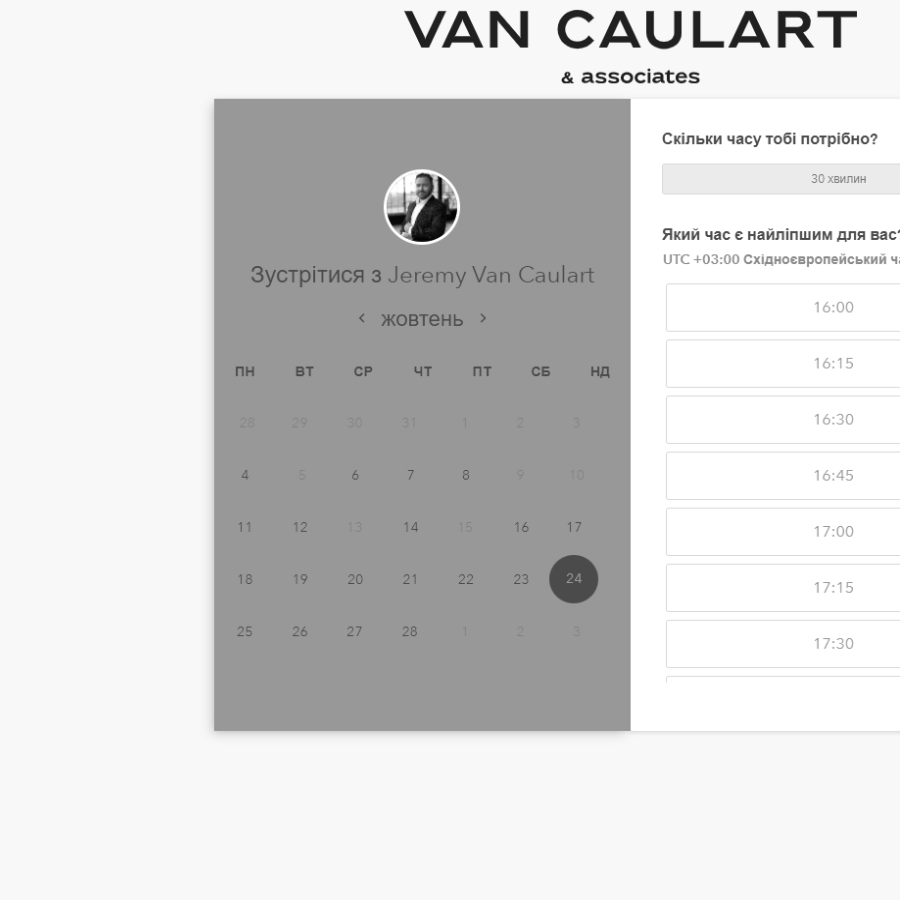 VAN CAULART
& associates
Зустрітися з Jeremy Van Caulart
жовтень
ПН ВТ СР ЧТ ПТ СБ НД
28 29 30 31 1 2 3
4 5 6 7 8 9 10
11 12 13 14 15 16 17
18 19 20 21 22 23 24
25 26 27 28 1 2 3
Скільки часу тобі потрібно?
30 хвилин
Який час є найліпшим для вас?
UTC +03:00 Східноєвропейський ча
16:00
16:15
16:30
16:45
17:00
17:15
17:30